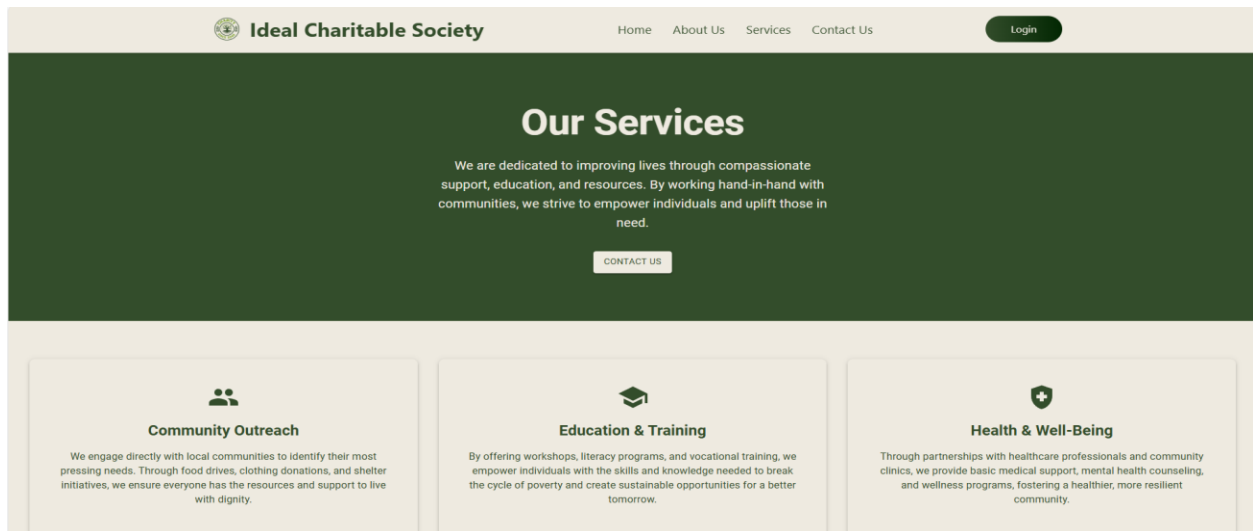 Ideal Charitable Society
Home About Us Services Contact Us
Login
Our Services
We are dedicated to improving lives through compassionate
support, education, and resources. By working hand-in-hand with
communities, we strive to empower individuals and uplift those in
need.
CONTACT US
Community Outreach
We engage directly with local communities to identify their most
pressing needs. Through food drives, clothing donations, and shelter
initiatives, we ensure everyone has the resources and support to live
with dignity.
Education & Training
By offering workshops, literacy programs, and vocational training, we
empower individuals with the skills and knowledge needed to break
the cycle of poverty and create sustainable opportunities for a better
tomorrow.
Health & Well-Being
Through partnerships with healthcare professionals and community
clinics, we provide basic medical support, mental health counseling,
and wellness programs, fostering a healthier, more resilient
community.